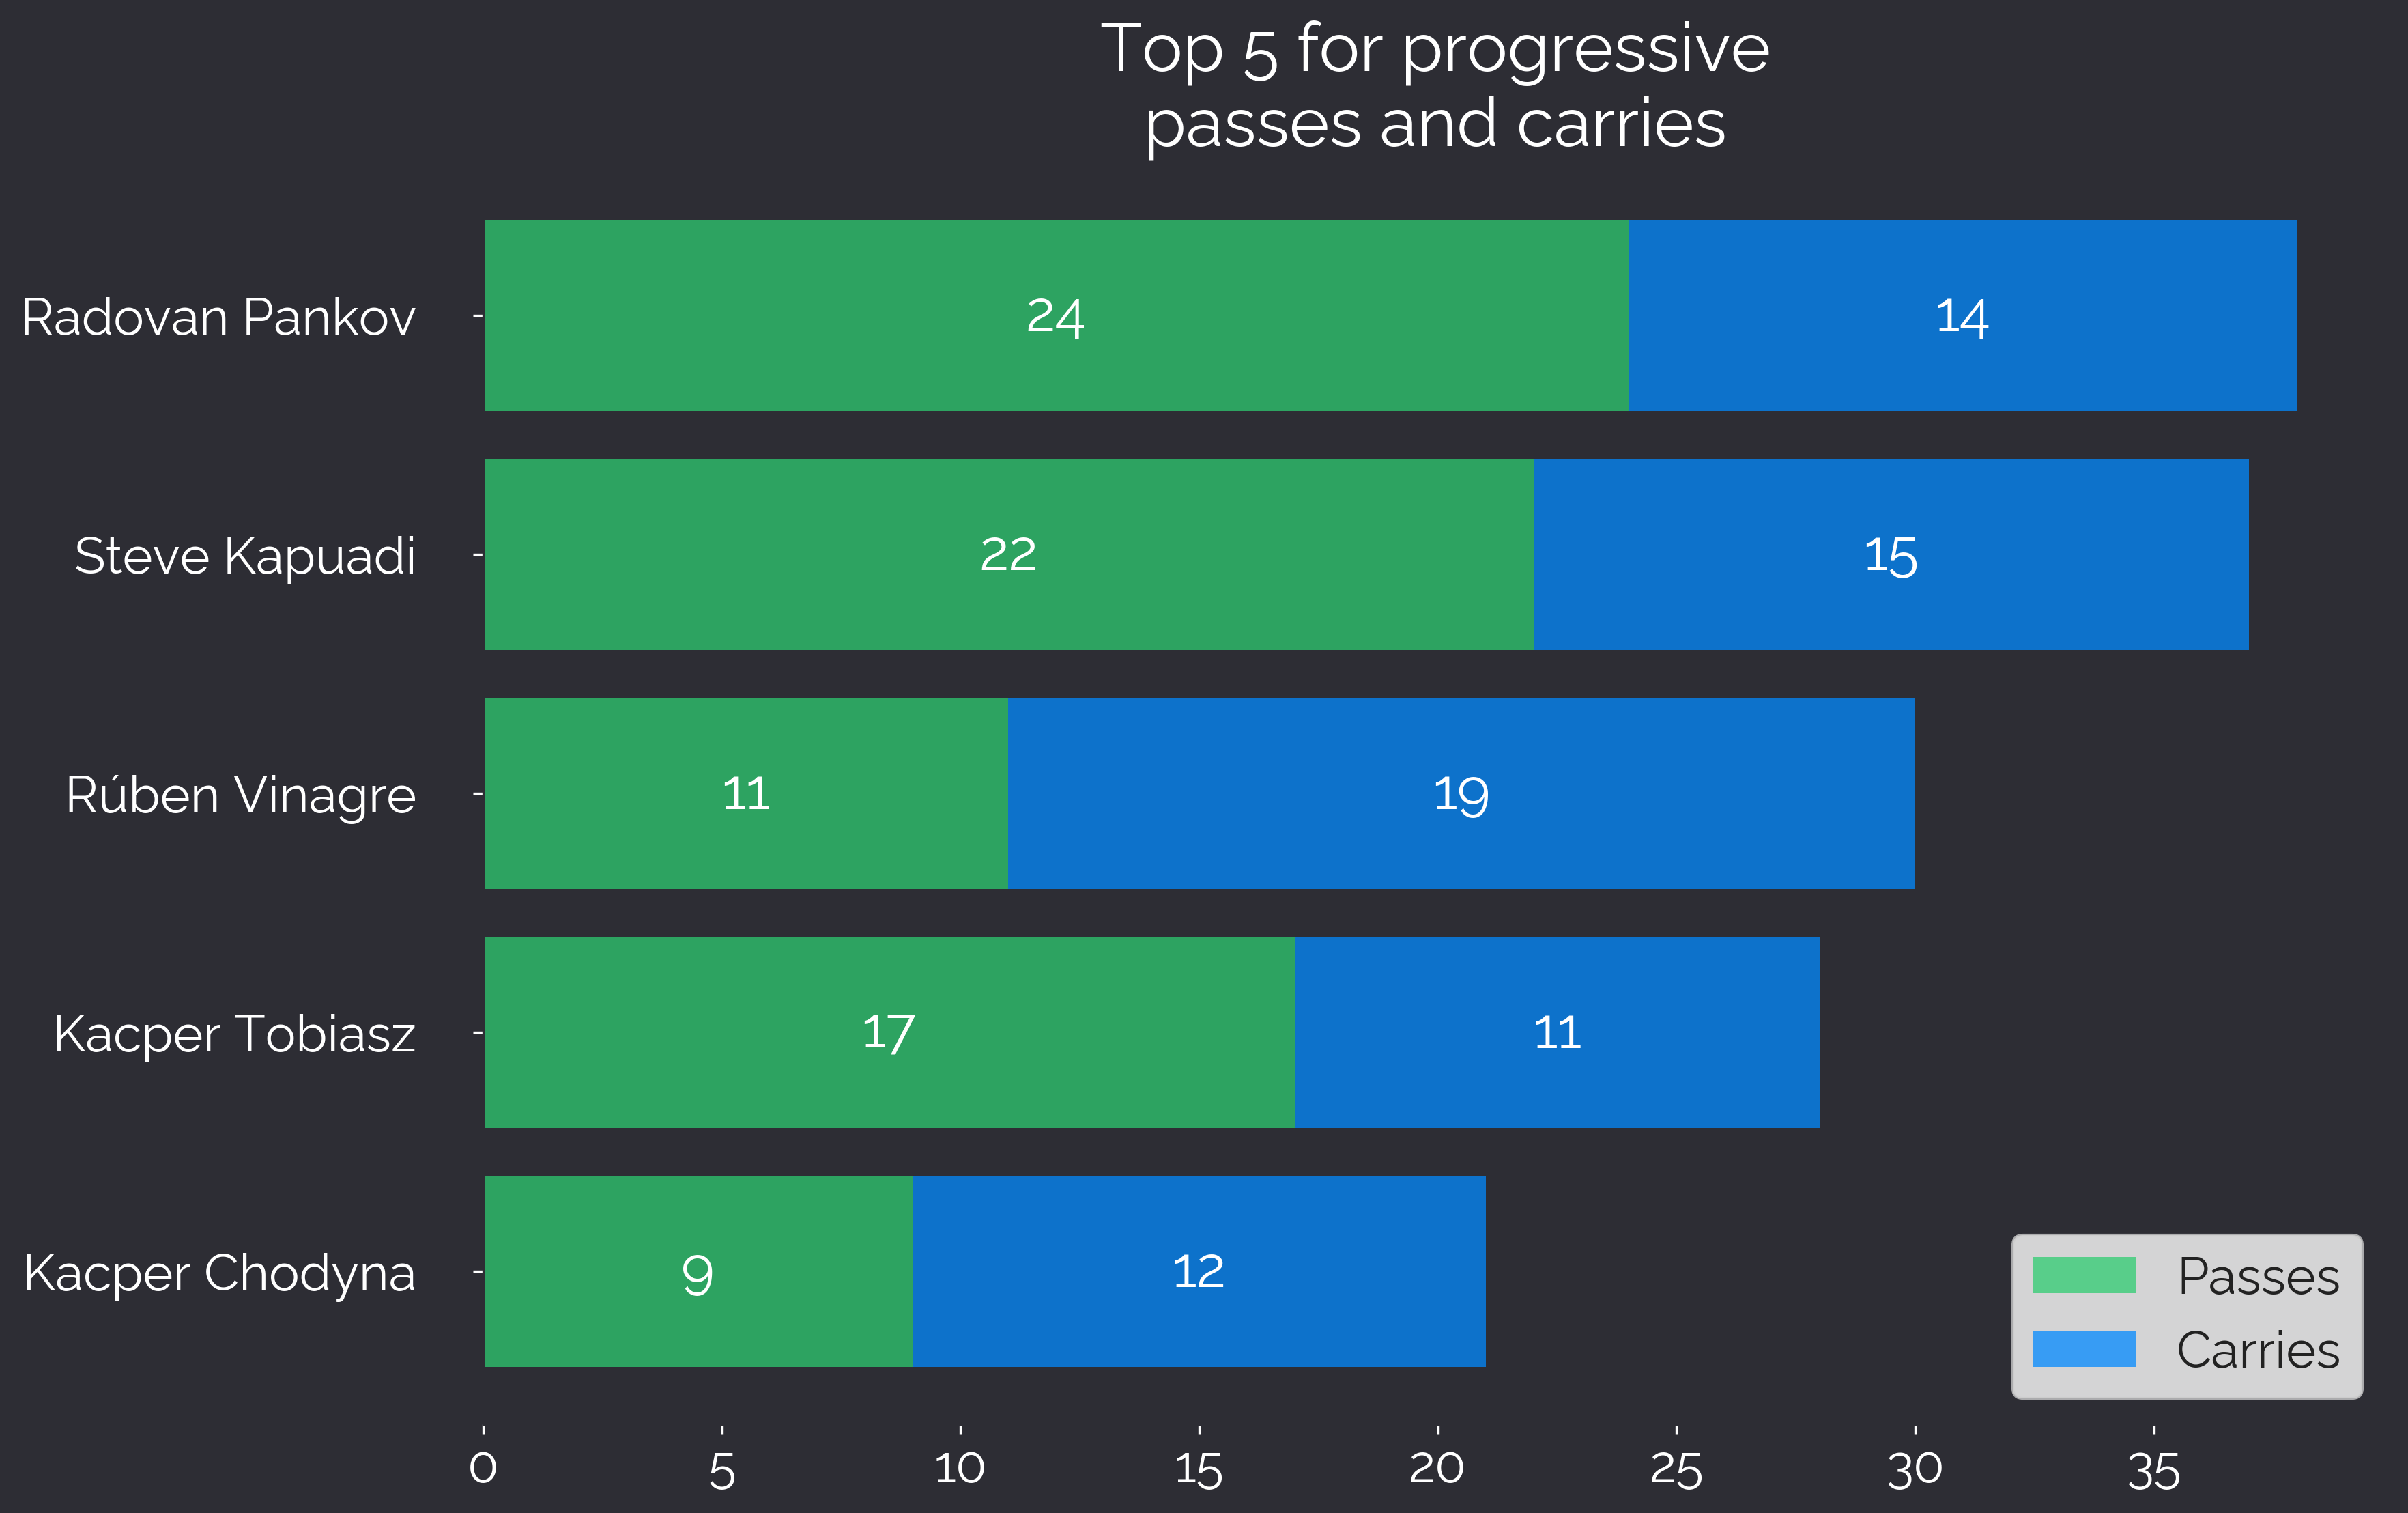 Top 5 for progressive
passes and carries
Radovan Pankov
24
14
Steve Kapuadi
22
15
Rúben Vinagre
11
19
Kacper Tobiasz
17
11
Kacper Chodyna
9
12
Passes
Carries
0 5 10 15 20 25 30 35